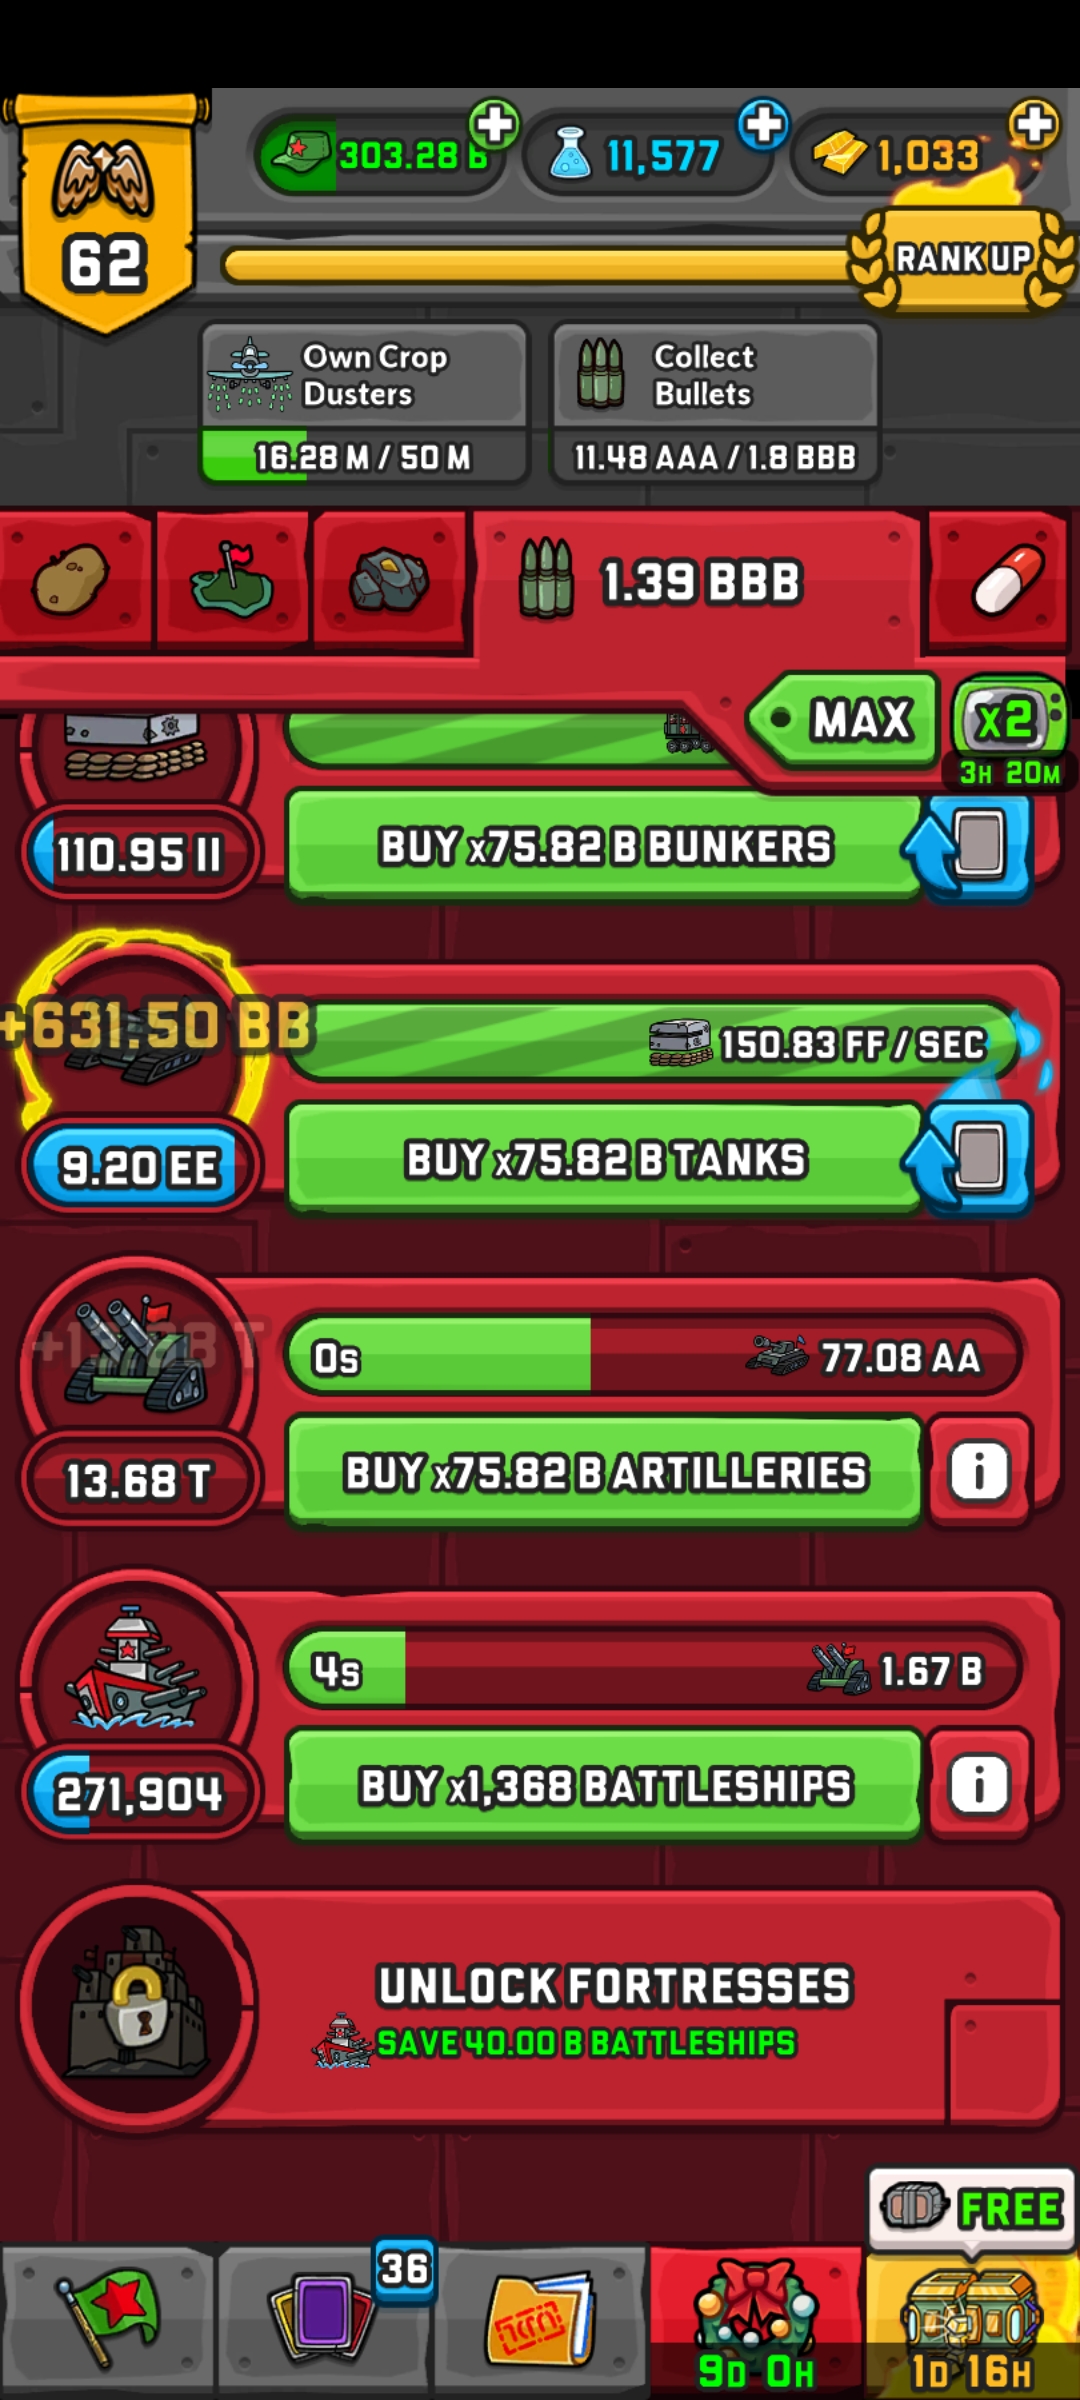 303.28 B
11,577
1,033
62
RANK UP
Own Crop
Dusters
16.28 M / 50 M
Collect
Bullets
11.48 AAA / 1.8 BBB
1.39 BBB
MAX
x2
3H 20M
110.95 II
BUY x75.82 B BUNKERS
+631.50 BB
150.83 FF / SEC
9.20 EE
BUY x75.82 B TANKS
0s
77.08 AA
13.68 T
BUY x75.82 B ARTILLERIES
4s
1.67 B
271,904
BUY x1,368 BATTLESHIPS
UNLOCK FORTRESSES
SAVE 40.00 B BATTLESHIPS
FREE
36
9D 0H
1D 16H